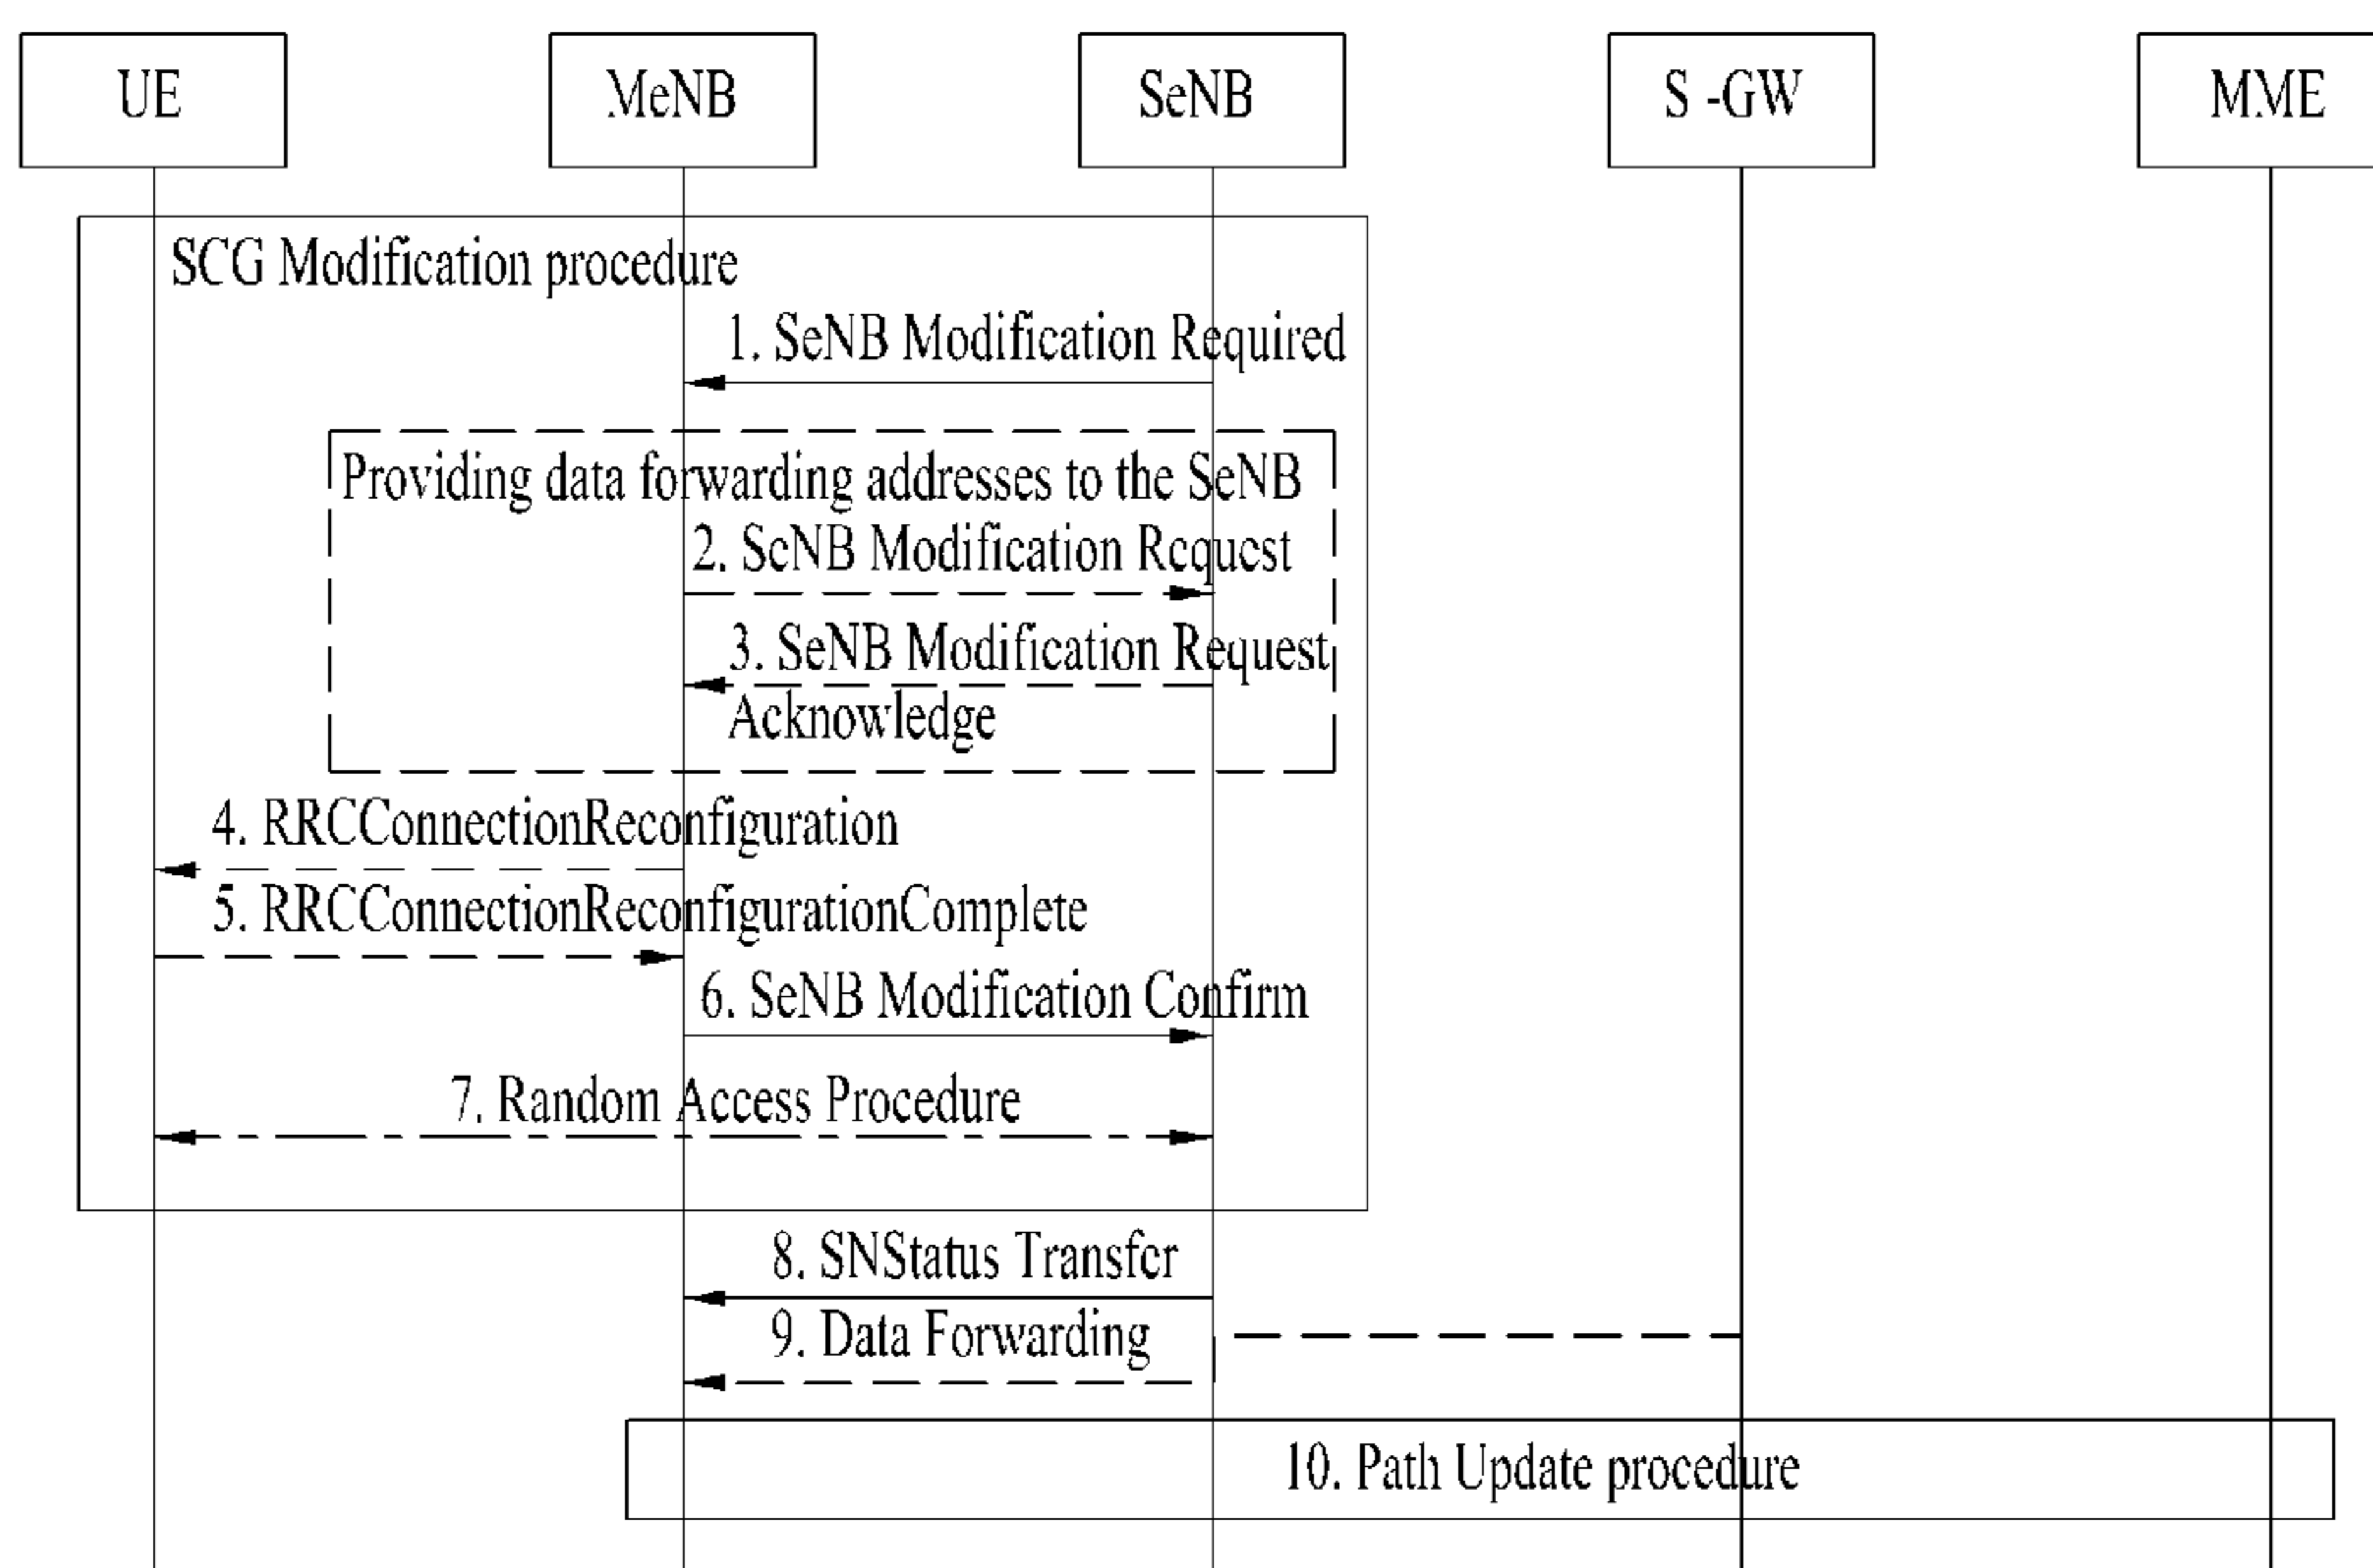 UE
MeNB
SeNB
S -GW
MME
SCG Modification procedure
1. SeNB Modification Required
Providing data forwarding addresses to the SeNB
2. SeNB Modification Request
3. SeNB Modification Request
Acknowledge
4. RRCConnectionReconfiguration
5. RRCConnectionReconfigurationComplete
6. SeNB Modification Confirm
7. Random Access Procedure
8. SNStatus Transfer
9. Data Forwarding
10. Path Update procedure